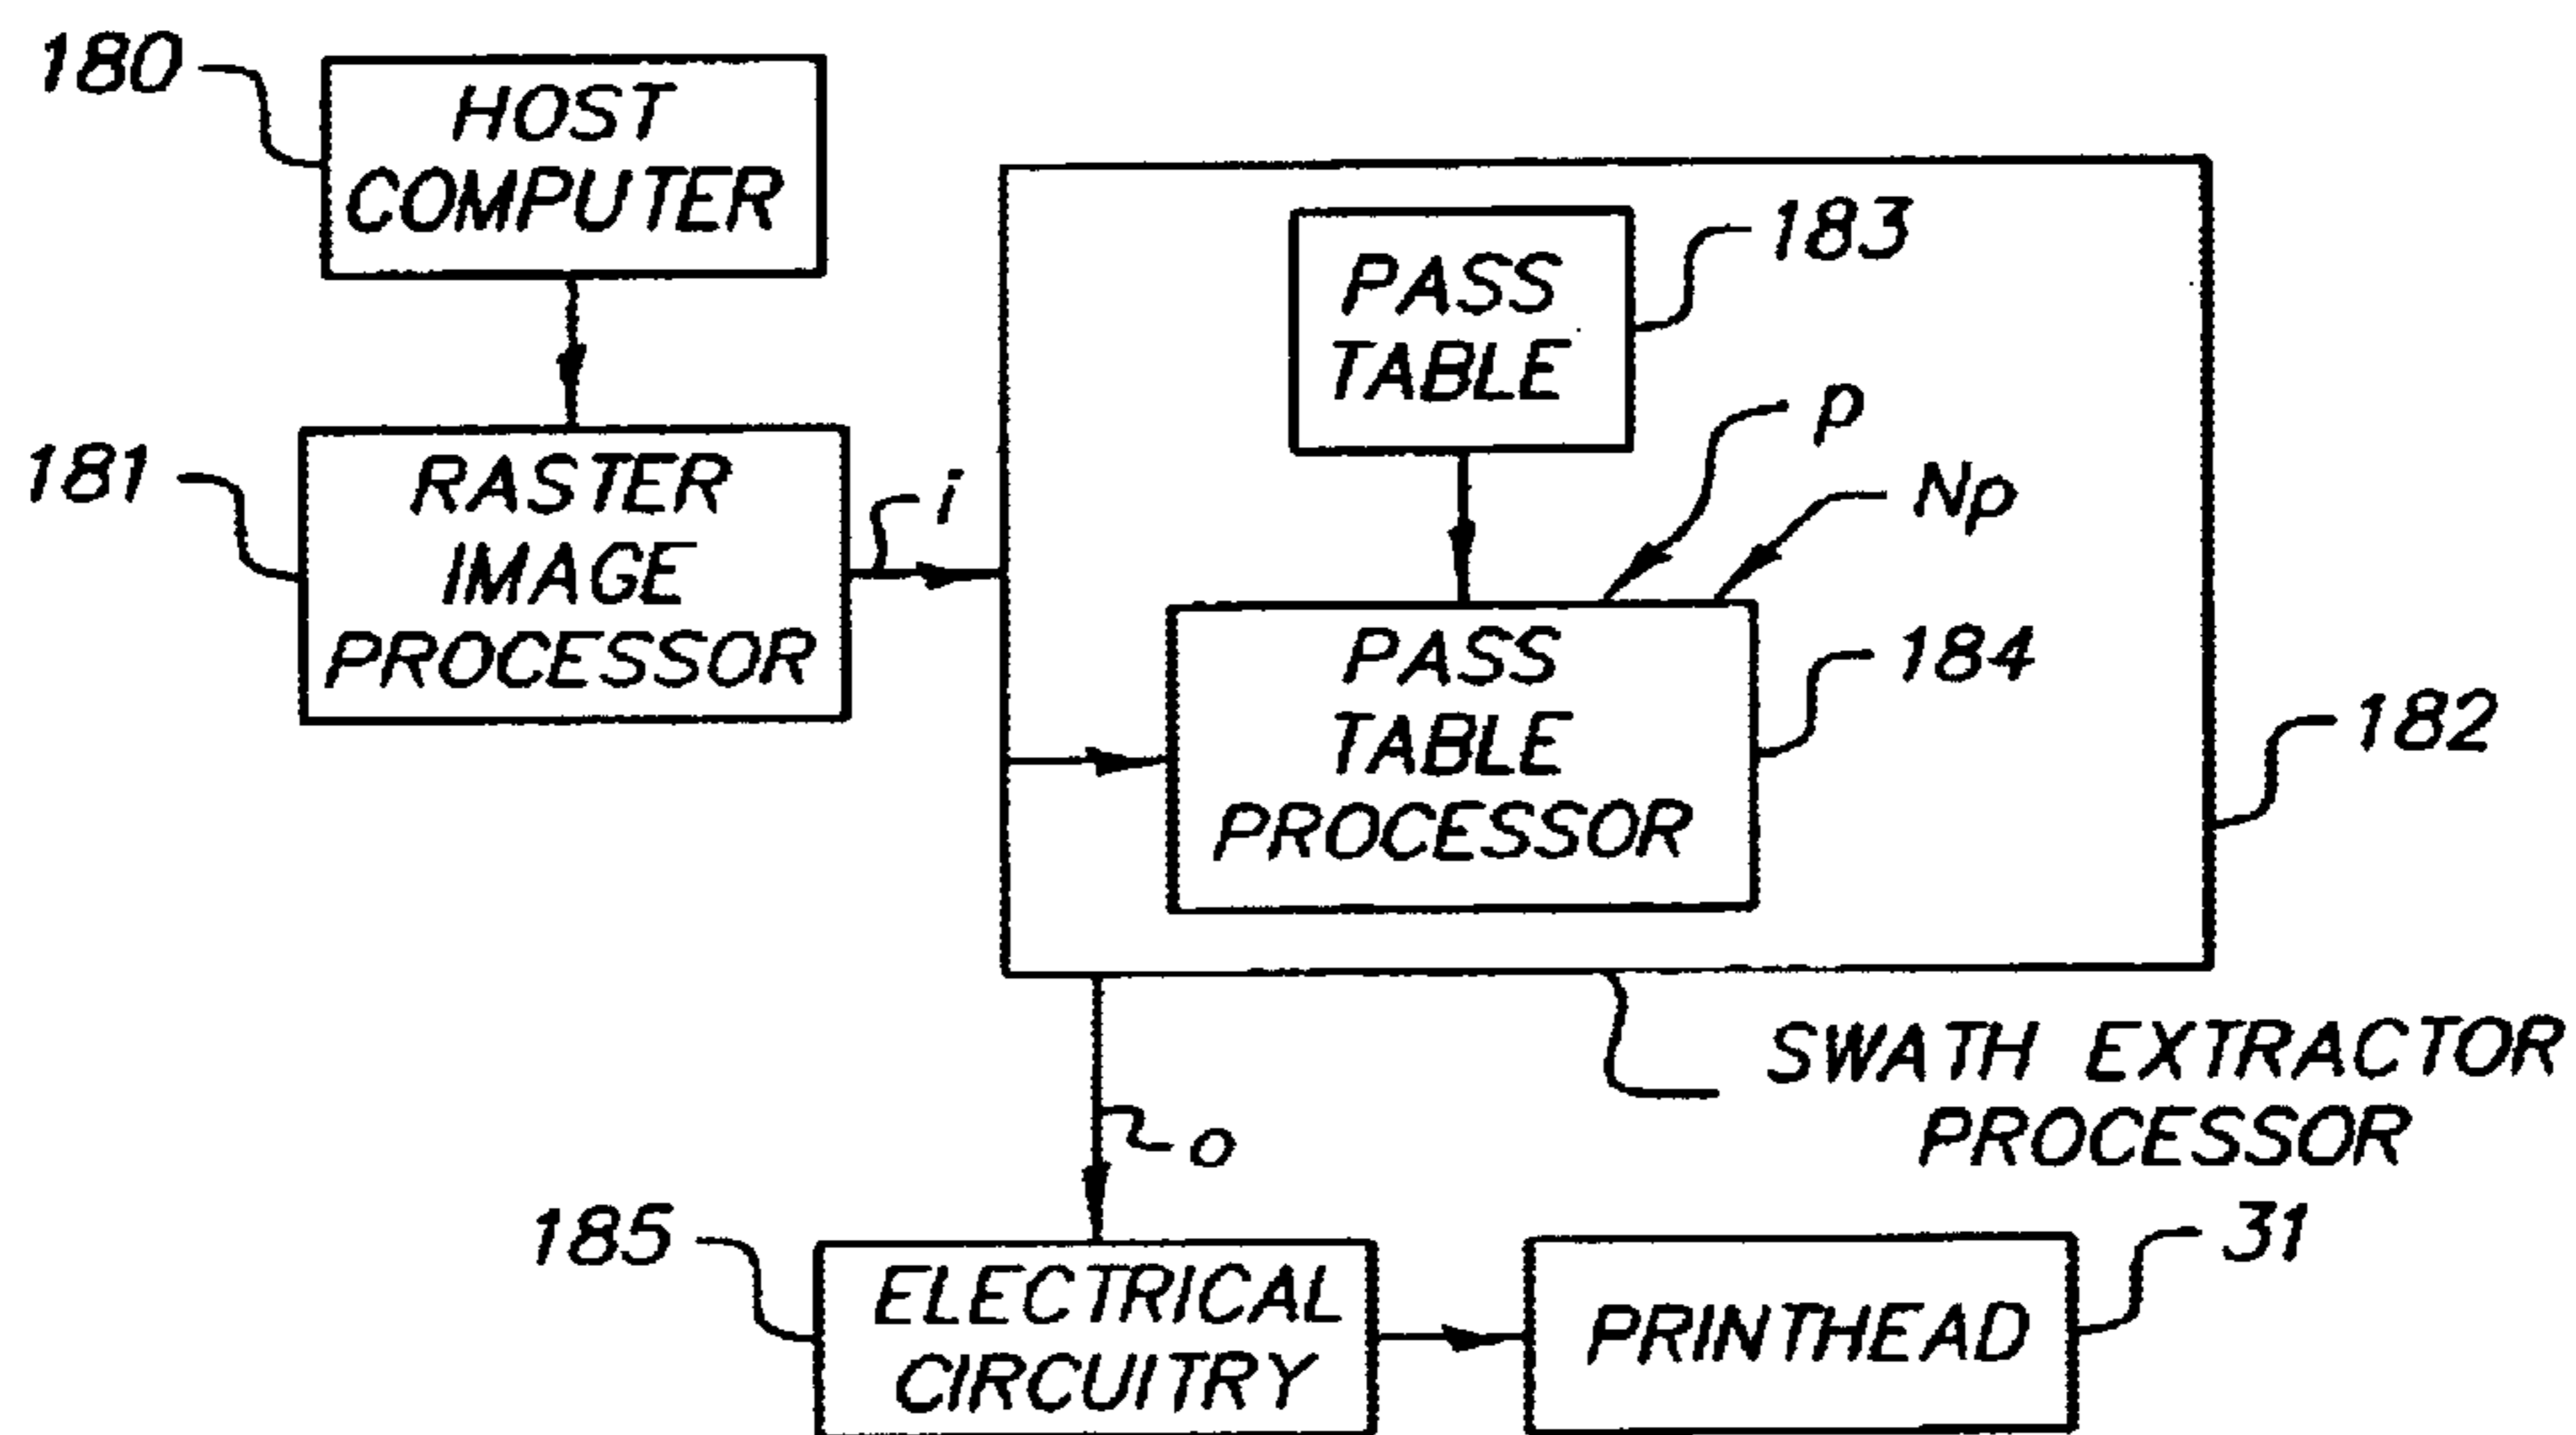 180
HOST
COMPUTER
181
RASTER
IMAGE
PROCESSOR
i
PASS
TABLE
183
p
Np
PASS
TABLE
PROCESSOR
184
182
SWATH EXTRACTOR
PROCESSOR
o
185
ELECTRICAL
CIRCUITRY
PRINTHEAD
31